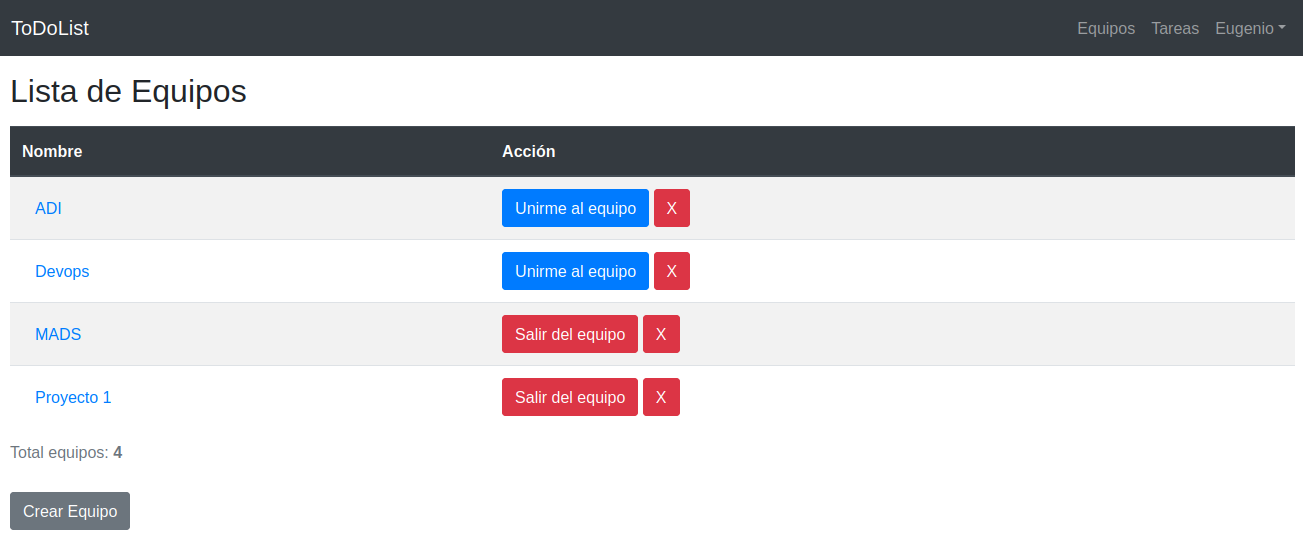 ToDoList Equipos Tareas Eugenio
Lista de Equipos
Nombre Acción
ADI Unirme al equipo X
Devops Unirme al equipo X
MADS Salir del equipo X
Proyecto 1 Salir del equipo X
Total equipos: 4
Crear Equipo